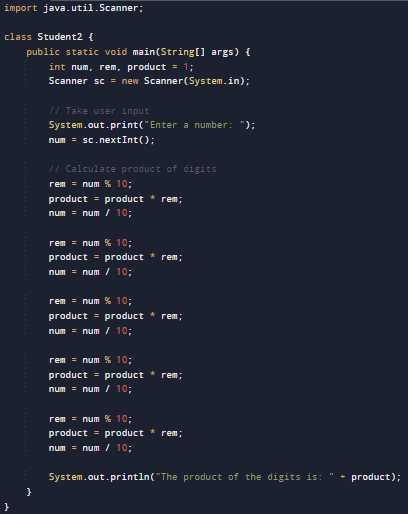 import java.util.Scanner;
class Student2 {
public static void main(String[] args) {
int num, rem, product = 1;
Scanner sc = new Scanner(System.in);
// Take user input
System.out.print("Enter a number: ");
num = sc.nextInt();
// Calculate product of digits
rem = num % 10;
product = product * rem;
num = num / 10;
rem = num % 10;
product = product * rem;
num = num / 10;
rem = num % 10;
product = product * rem;
num = num / 10;
rem = num % 10;
product = product * rem;
num = num / 10;
rem = num % 10;
product = product * rem;
num = num / 10;
System.out.println("The product of the digits is: " + product);
}
}